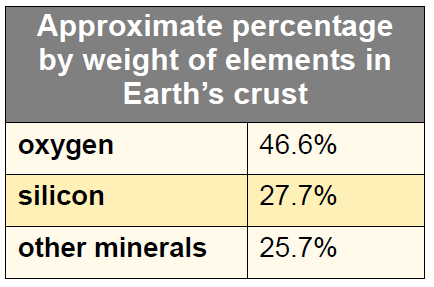 Approximate percentage
by weight of elements in
Earth's crust
oxygen 46.6%
silicon 27.7%
other minerals 25.7%